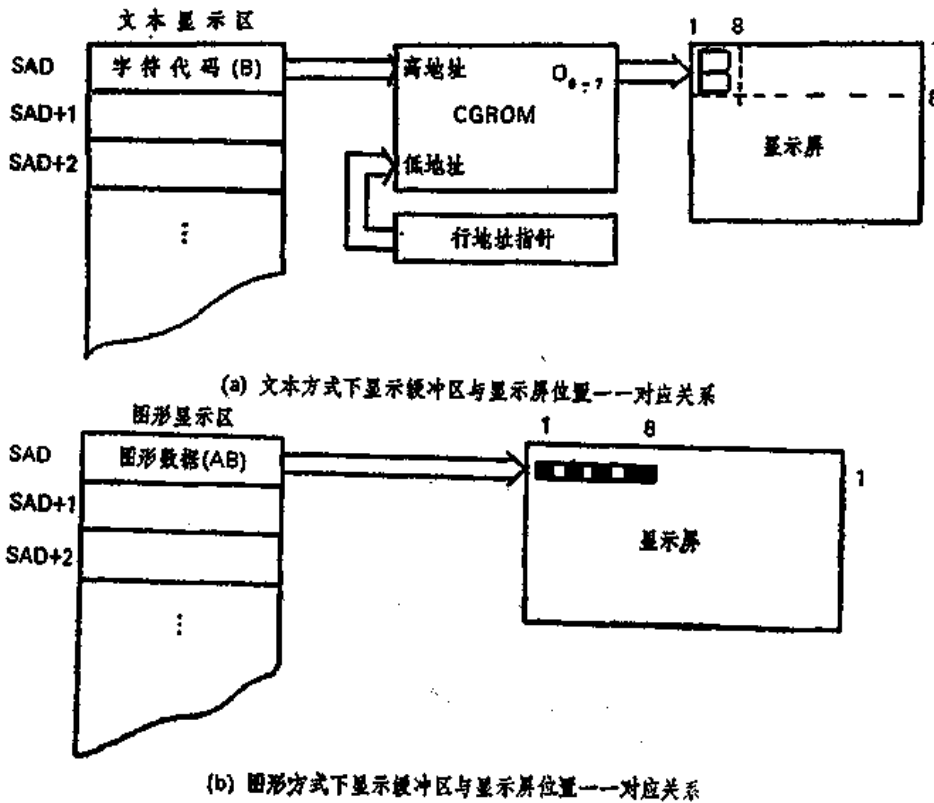 文本显示区
1 8
SAD 字符代码(B) 高地址 O₀₋₇ 1
SAD+1 CGROM 8
SAD+2 低地址 显示屏
⋮
行地址指针
(a) 文本方式下显示缓冲区与显示屏位置一一对应关系
图形显示区
1 8
SAD 图形数据(AB) 1
SAD+1
SAD+2 显示屏
⋮
(b) 图形方式下显示缓冲区与显示屏位置一一对应关系